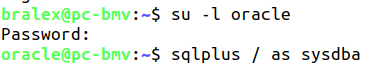 bralex@pc-bmv:~$ su -l oracle
Password:
oracle@pc-bmv:~$ sqlplus / as sysdba